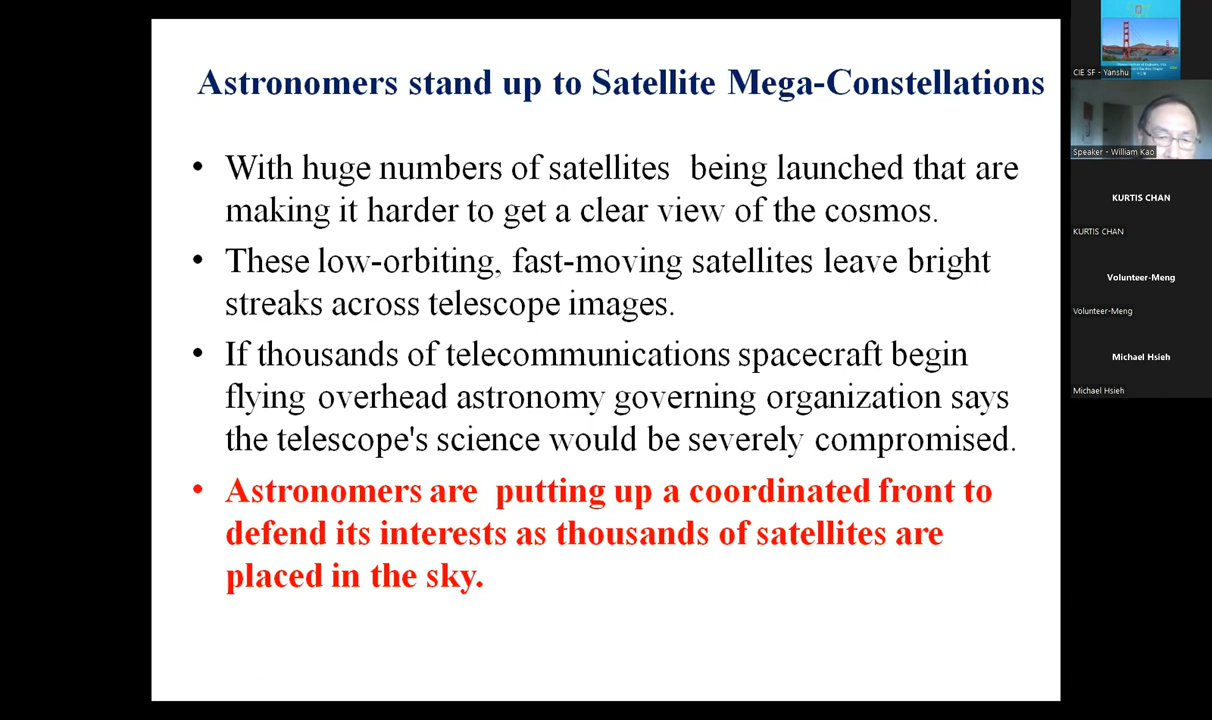 Astronomers stand up to Satellite Mega-Constellations
• With huge numbers of satellites being launched that are
making it harder to get a clear view of the cosmos.
• These low-orbiting, fast-moving satellites leave bright
streaks across telescope images.
• If thousands of telecommunications spacecraft begin
flying overhead astronomy governing organization says
the telescope's science would be severely compromised.
• Astronomers are putting up a coordinated front to
defend its interests as thousands of satellites are
placed in the sky.
CIE SF - Yanshu
Speaker - William Kao
KURTIS CHAN
KURTIS CHAN
Volunteer-Meng
Volunteer-Meng
Michael Hsieh
Michael Hsieh